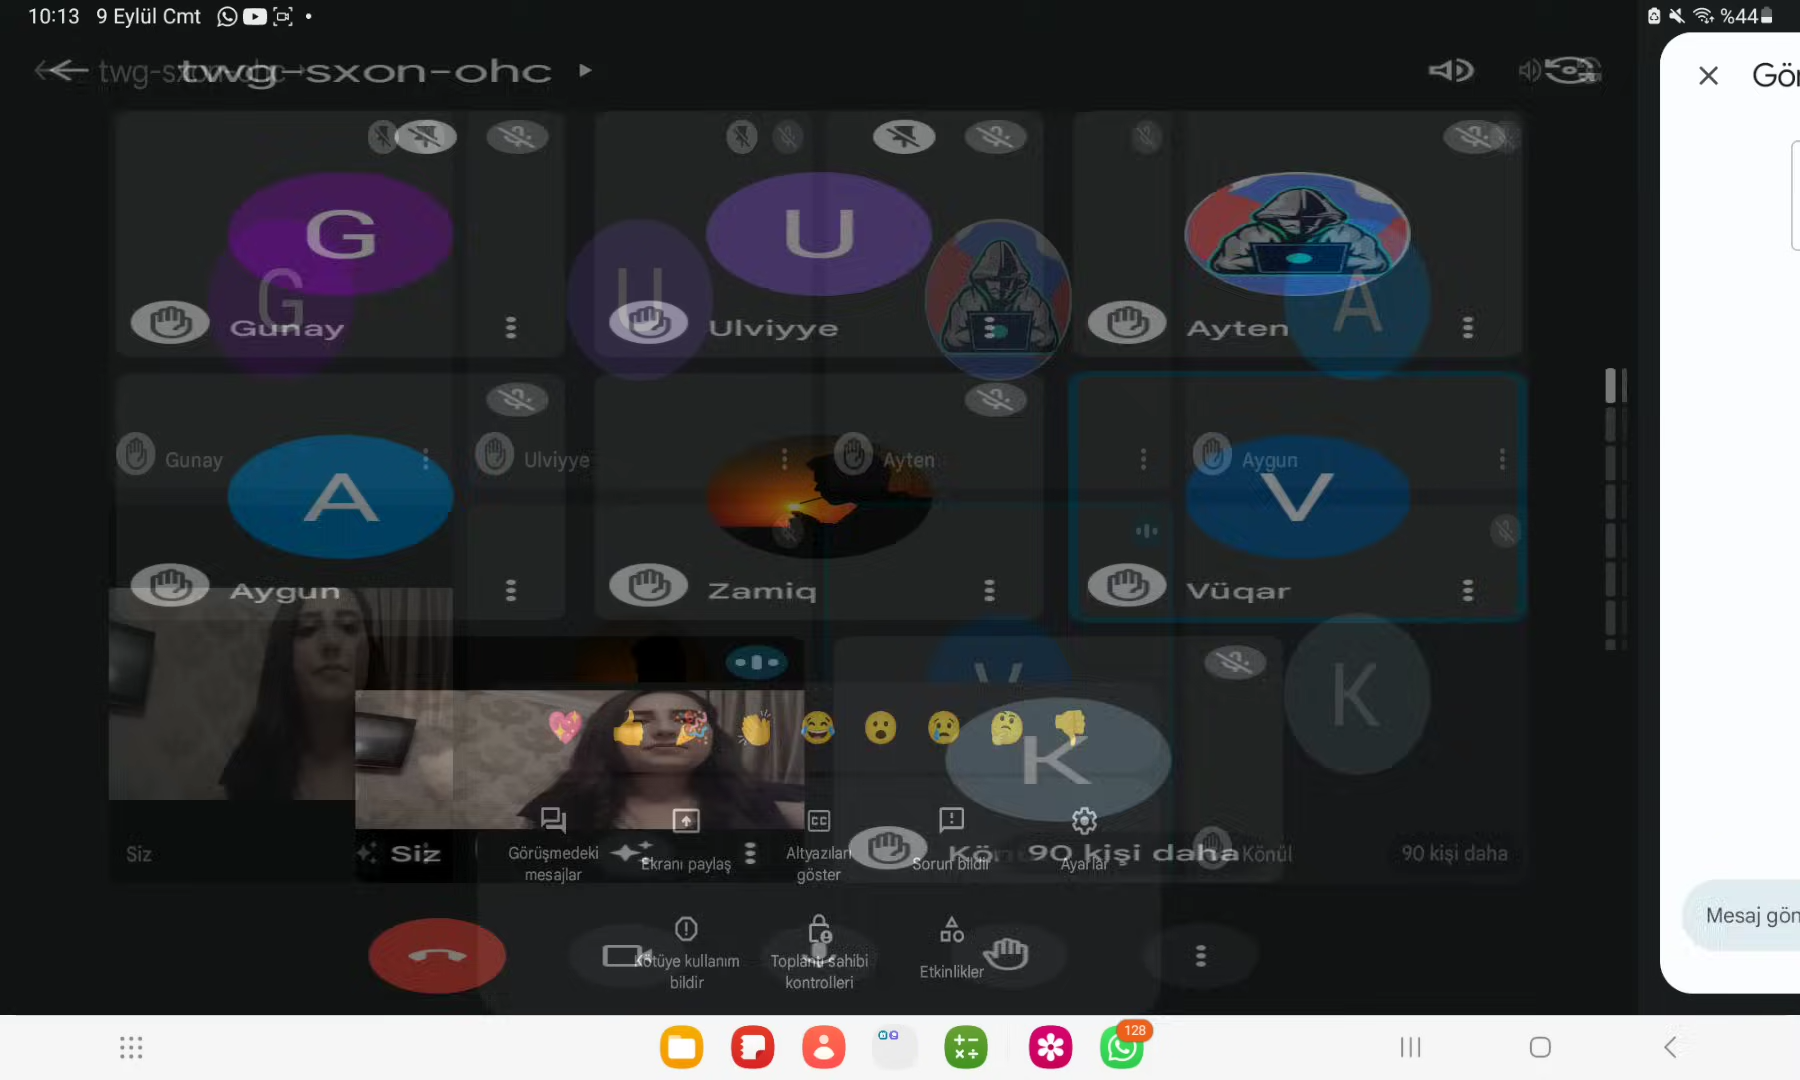 10:13 9 Eylül Cmt
%44
twg-sxon-ohc
Gör
G
U
Gunay
Ulviyye
Ayten
A
G
U
A
Gunay
Ulviyye
Ayten
Aygun
V
Aygun
Zamiq
Vüqar
K
K
Siz
Siz
Könül
90 kişi daha
90 kişi daha
Görüşmedeki mesajlar
Ekranı paylaş
Altyazıları göster
Sorun bildir
Ayarlar
Kötüye kullanım bildir
Toplantı sahibi kontrolleri
Etkinlikler
Mesaj gön
128